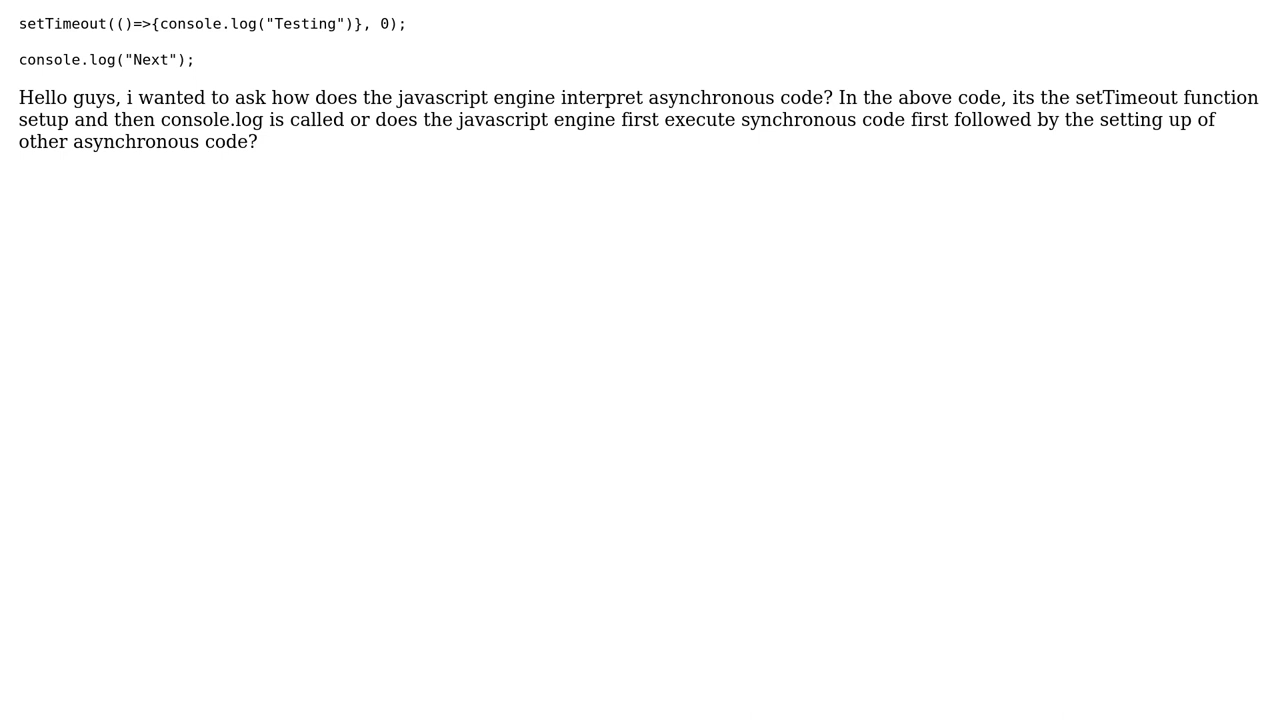 setTimeout(()=>{console.log("Testing")}, 0);
console.log("Next");
Hello guys, i wanted to ask how does the javascript engine interpret asynchronous code? In the above code, its the setTimeout function
setup and then console.log is called or does the javascript engine first execute synchronous code first followed by the setting up of
other asynchronous code?